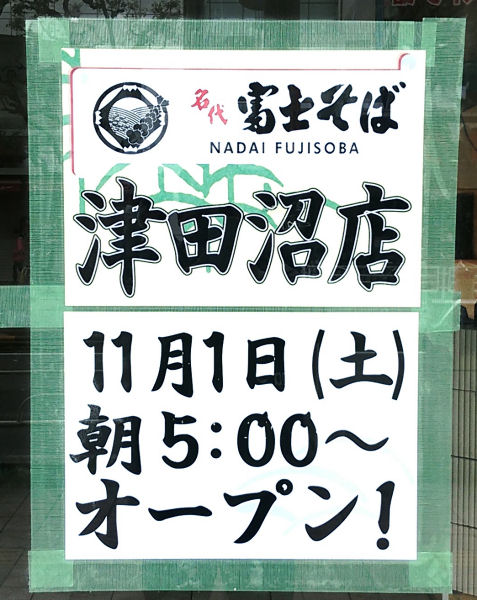 名代 富士そば
NADAI FUJISOBA
津田沼店
11月1日(土)
朝5:00~
オープン!